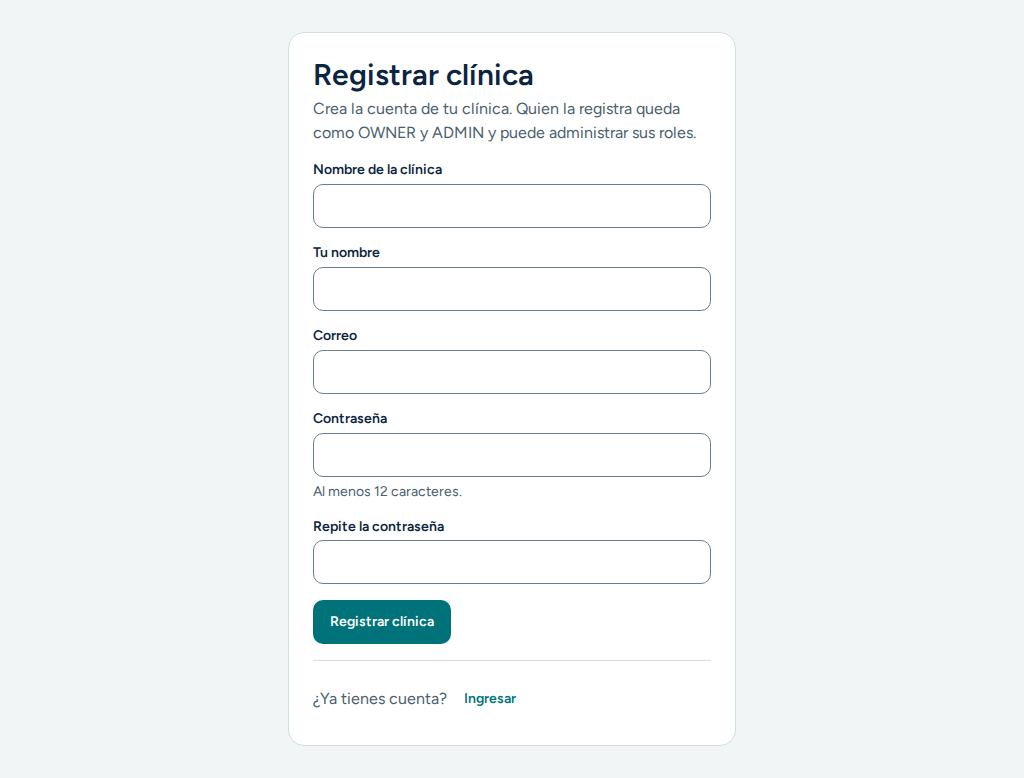 Registrar clínica
Crea la cuenta de tu clínica. Quien la registra queda
como OWNER y ADMIN y puede administrar sus roles.
Nombre de la clínica
Tu nombre
Correo
Contraseña
Al menos 12 caracteres.
Repite la contraseña
Registrar clínica
¿Ya tienes cuenta? Ingresar